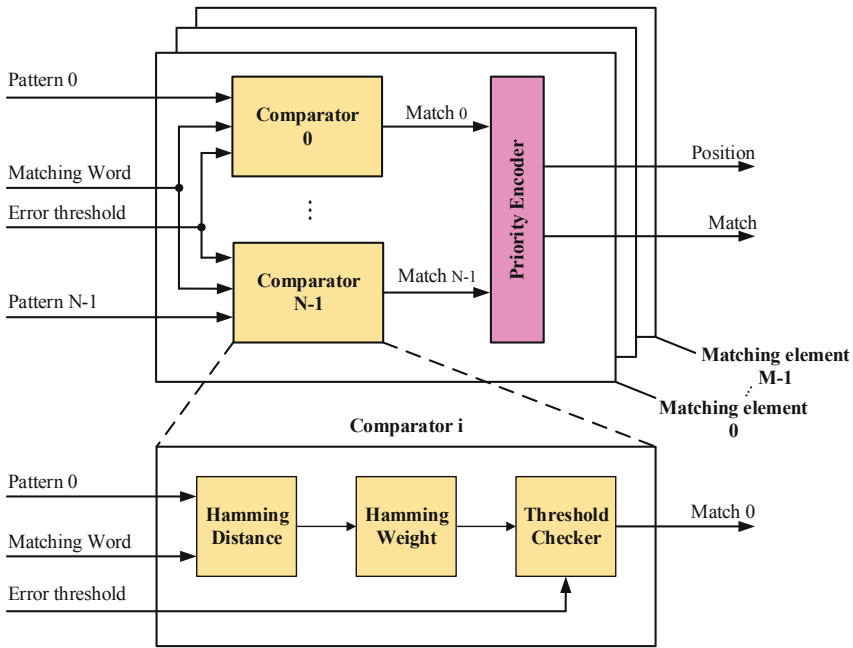 Pattern 0
Matching Word
Error threshold
Pattern N-1
Comparator
0
⋮
Comparator
N-1
Match 0
Match N-1
Priority Encoder
Position
Match
Matching element
M-1
Matching element
0
Comparator i
Pattern 0
Matching Word
Error threshold
Hamming
Distance
Hamming
Weight
Threshold
Checker
Match 0